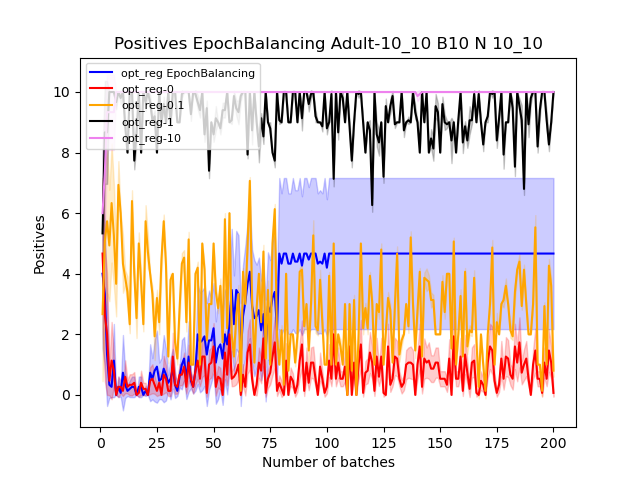 Positives EpochBalancing Adult-10_10 B10 N 10_10
opt_reg EpochBalancing
opt_reg-0
opt_reg-0.1
opt_reg-1
opt_reg-10
Positives
10
8
6
4
2
0
0 25 50 75 100 125 150 175 200
Number of batches